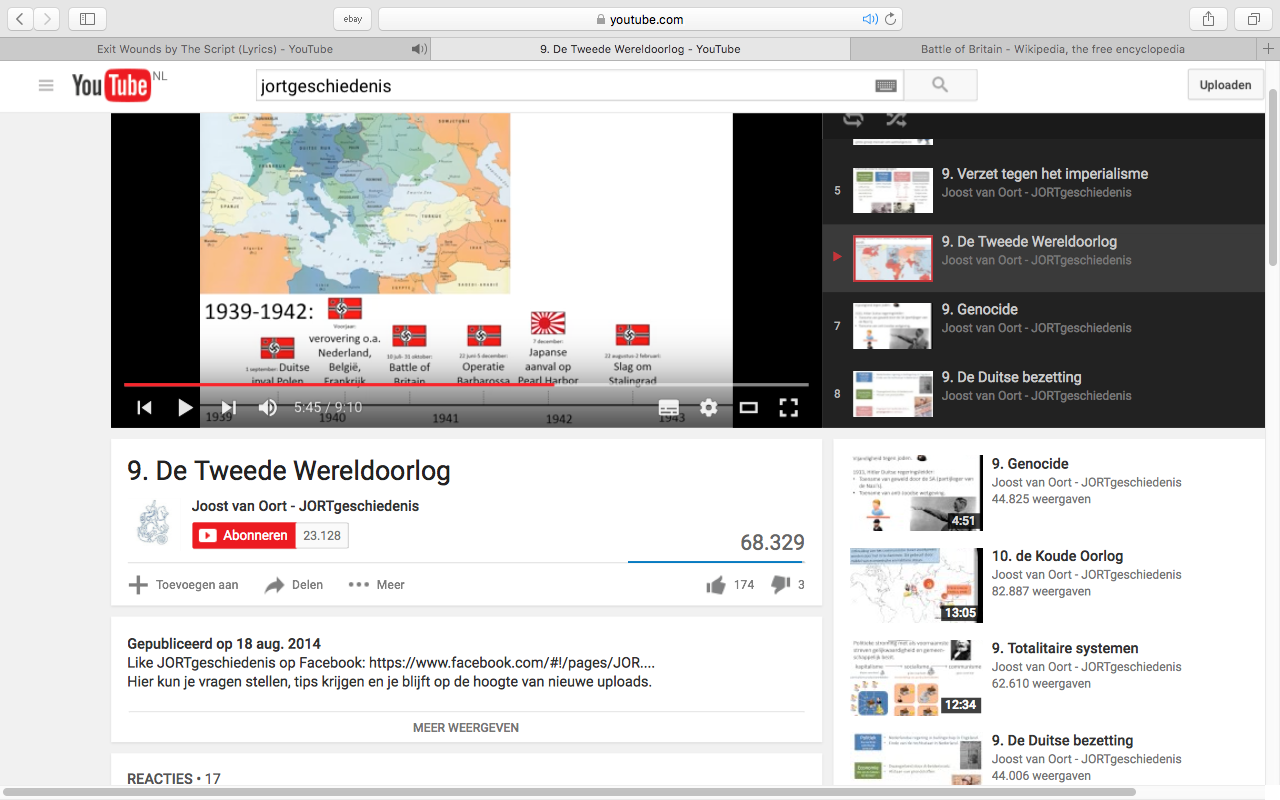 ebay
youtube.com
Exit Wounds by The Script (Lyrics) - YouTube
9. De Tweede Wereldoorlog - YouTube
Battle of Britain - Wikipedia, the free encyclopedia
YouTube NL
jortgeschiedenis
Uploaden
1939-1942:
1 september: Duitse
inval Polen
Voorjaar:
verovering o.a.
Nederland,
België,
Frankrijk
10 juli- 31 oktober:
Battle of
Britain
22 juni-5 december:
Operatie
Barbarossa
7 december:
Japanse
aanval op
Pearl Harbor
22 augustus-2 februari:
Slag om
Stalingrad
5:45 / 9:10
1939
1940
1941
1942
1943
5
9. Verzet tegen het imperialisme
Joost van Oort - JORTgeschiedenis
9. De Tweede Wereldoorlog
Joost van Oort - JORTgeschiedenis
7
9. Genocide
Joost van Oort - JORTgeschiedenis
8
9. De Duitse bezetting
Joost van Oort - JORTgeschiedenis
9. De Tweede Wereldoorlog
Joost van Oort - JORTgeschiedenis
Abonneren 23.128
68.329
Toevoegen aan
Delen
Meer
174
3
Gepubliceerd op 18 aug. 2014
Like JORTgeschiedenis op Facebook: https://www.facebook.com/#!/pages/JOR....
Hier kun je vragen stellen, tips krijgen en je blijft op de hoogte van nieuwe uploads.
MEER WEERGEVEN
REACTIES • 17
4:51
9. Genocide
Joost van Oort - JORTgeschiedenis
44.825 weergaven
13:05
10. de Koude Oorlog
Joost van Oort - JORTgeschiedenis
82.887 weergaven
12:34
9. Totalitaire systemen
Joost van Oort - JORTgeschiedenis
62.610 weergaven
9. De Duitse bezetting
Joost van Oort - JORTgeschiedenis
44.006 weergaven